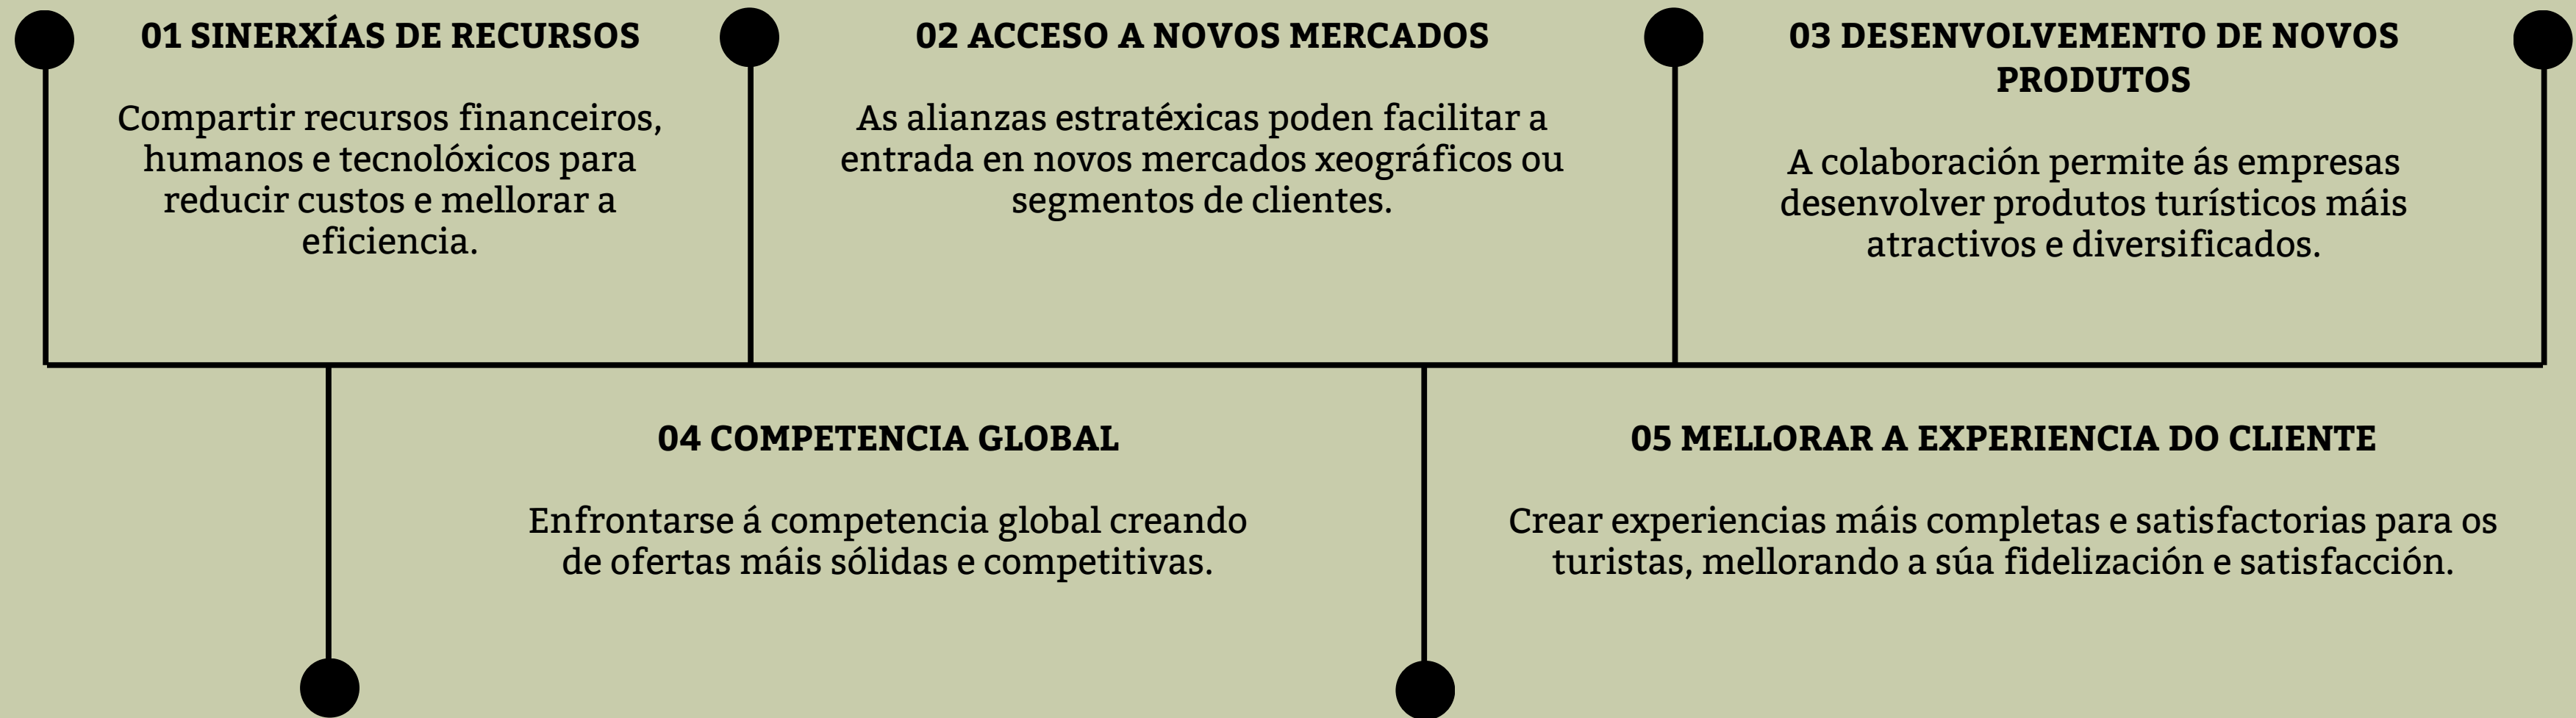 01 SINERXÍAS DE RECURSOS
Compartir recursos financeiros,
humanos e tecnolóxicos para
reducir custos e mellorar a
eficiencia.
02 ACCESO A NOVOS MERCADOS
As alianzas estratéxicas poden facilitar a
entrada en novos mercados xeográficos ou
segmentos de clientes.
03 DESENVOLVEMENTO DE NOVOS
PRODUTOS
A colaboración permite ás empresas
desenvolver produtos turísticos máis
atractivos e diversificados.
04 COMPETENCIA GLOBAL
Enfrontarse á competencia global creando
de ofertas máis sólidas e competitivas.
05 MELLORAR A EXPERIENCIA DO CLIENTE
Crear experiencias máis completas e satisfactorias para os
turistas, mellorando a súa fidelización e satisfacción.